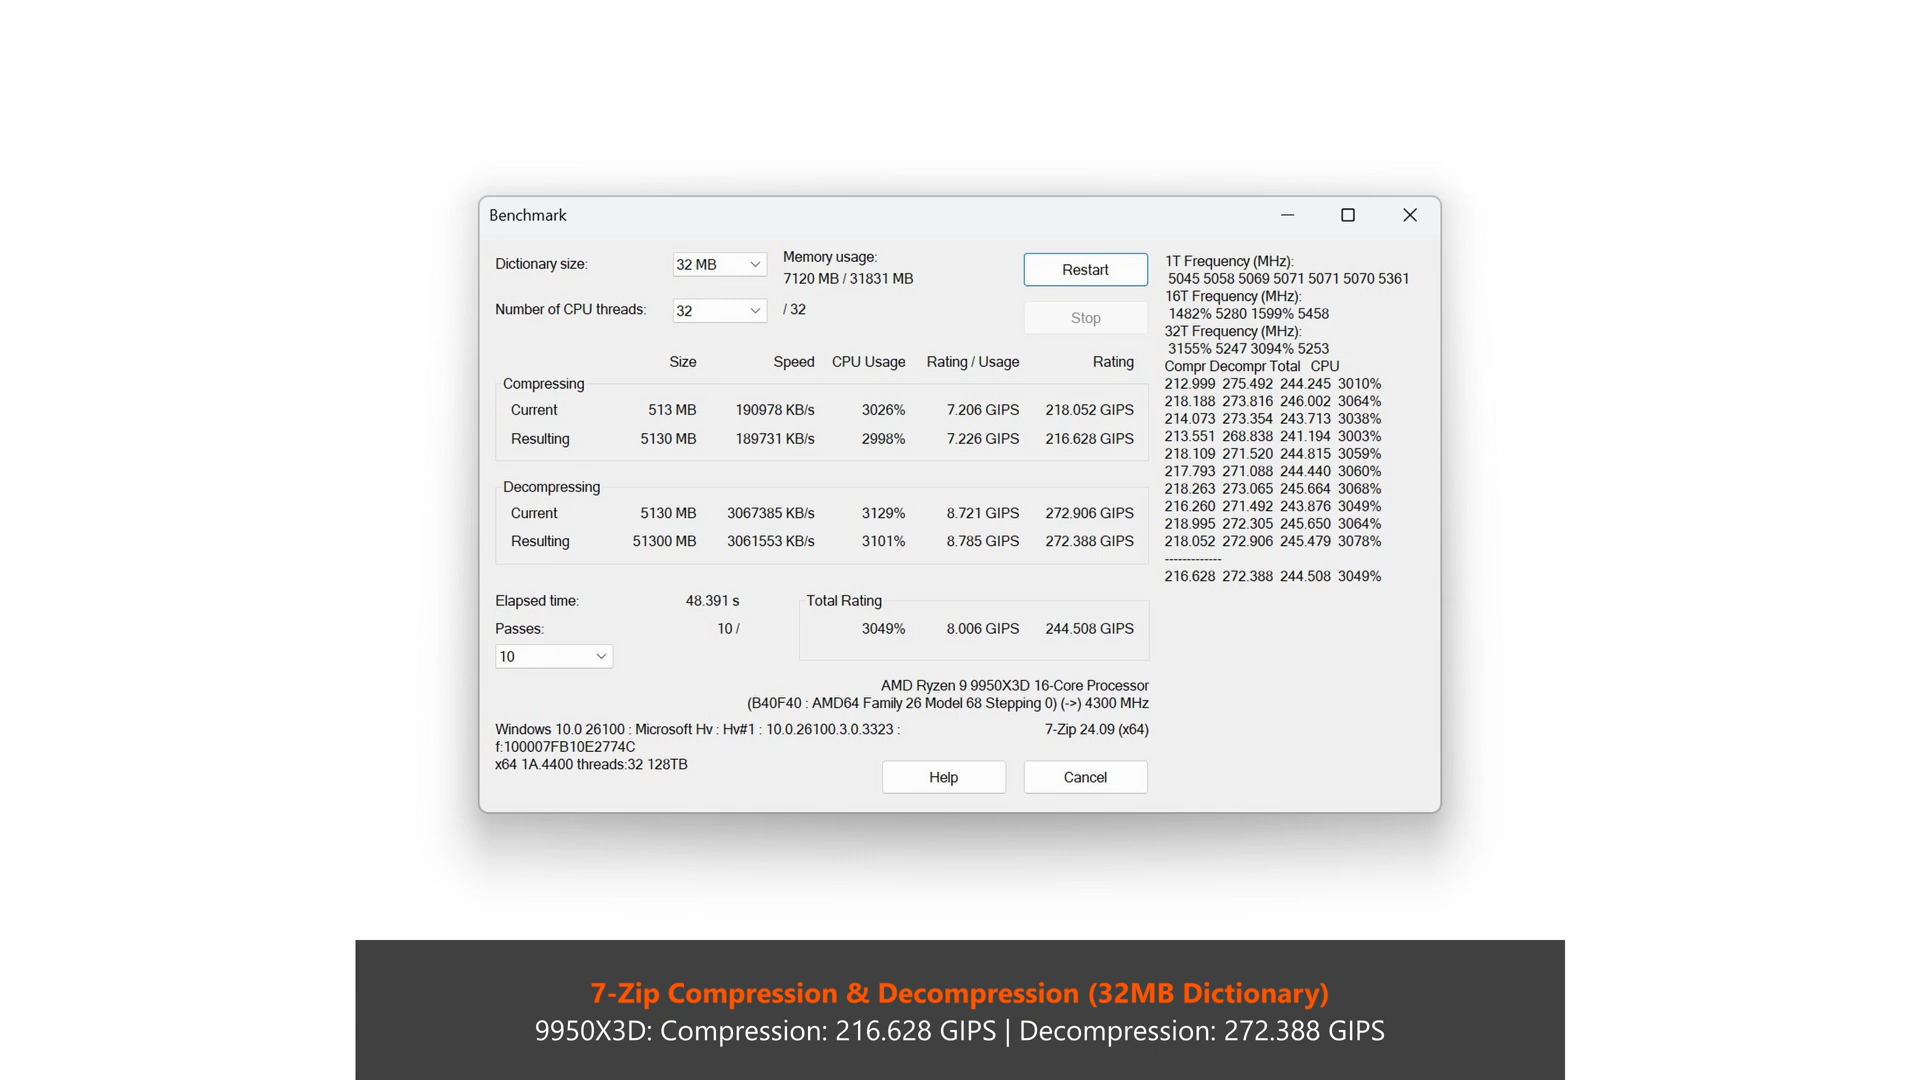 Benchmark
Dictionary size: 32 MB
Memory usage:
7120 MB / 31831 MB
Restart
Number of CPU threads: 32 / 32
Stop
Size Speed CPU Usage Rating / Usage Rating
Compressing
Current 513 MB 190978 KB/s 3026% 7.206 GIPS 218.052 GIPS
Resulting 5130 MB 189731 KB/s 2998% 7.226 GIPS 216.628 GIPS
Decompressing
Current 5130 MB 3067385 KB/s 3129% 8.721 GIPS 272.906 GIPS
Resulting 51300 MB 3061553 KB/s 3101% 8.785 GIPS 272.388 GIPS
Elapsed time: 48.391 s
Passes: 10 /
10
Total Rating
3049% 8.006 GIPS 244.508 GIPS
AMD Ryzen 9 9950X3D 16-Core Processor
(B40F40 : AMD64 Family 26 Model 68 Stepping 0) (->) 4300 MHz
Windows 10.0 26100 : Microsoft Hv : Hv#1 : 10.0.26100.3.0.3323 :
f:100007FB10E2774C
7-Zip 24.09 (x64)
x64 1A.4400 threads:32 128TB
Help
Cancel
1T Frequency (MHz):
5045 5058 5069 5071 5071 5070 5361
16T Frequency (MHz):
1482% 5280 1599% 5458
32T Frequency (MHz):
3155% 5247 3094% 5253
Compr Decompr Total CPU
212.999 275.492 244.245 3010%
218.188 273.816 246.002 3064%
214.073 273.354 243.713 3038%
213.551 268.838 241.194 3003%
218.109 271.520 244.815 3059%
217.793 271.088 244.440 3060%
218.263 273.065 245.664 3068%
216.260 271.492 243.876 3049%
218.995 272.305 245.650 3064%
218.052 272.906 245.479 3078%
-------------
216.628 272.388 244.508 3049%
7-Zip Compression & Decompression (32MB Dictionary)
9950X3D: Compression: 216.628 GIPS | Decompression: 272.388 GIPS